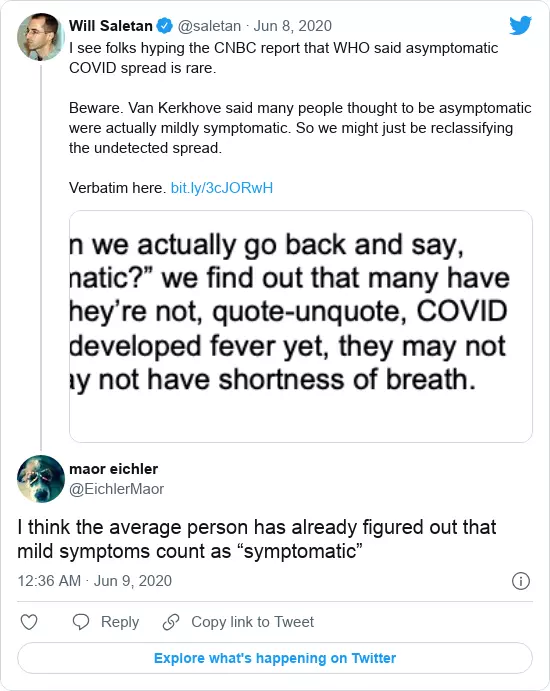 Will Saletan @saletan · Jun 8, 2020
I see folks hyping the CNBC report that WHO said asymptomatic
COVID spread is rare.
Beware. Van Kerkhove said many people thought to be asymptomatic
were actually mildly symptomatic. So we might just be reclassifying
the undetected spread.
Verbatim here. bit.ly/3cJORwH
n we actually go back and say,
matic?” we find out that many have
hey’re not, quote-unquote, COVID
developed fever yet, they may not
ay not have shortness of breath.
maor eichler
@EichlerMaor
I think the average person has already figured out that
mild symptoms count as “symptomatic”
12:36 AM · Jun 9, 2020
Reply Copy link to Tweet
Explore what's happening on Twitter